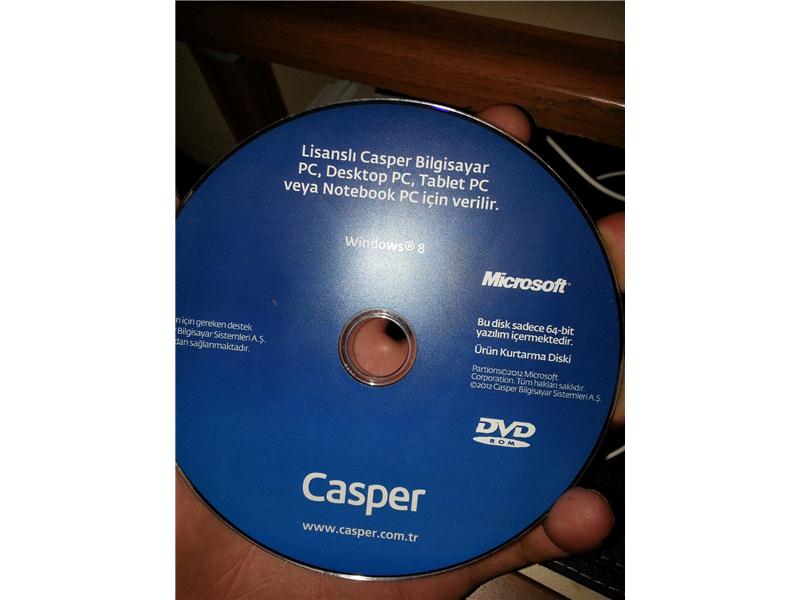 Lisanslı Casper Bilgisayar
PC, Desktop PC, Tablet PC
veya Notebook PC için verilir.
Windows® 8
Microsoft®
n için gereken destek
Bilgisayar Sistemleri A.Ş.
dan sağlanmaktadır.
Bu disk sadece 64-bit
yazılım içermektedir.
Ürün Kurtarma Diski
Partions©2012 Microsoft
Corporation. Tüm hakları saklıdır.
©2012 Casper Bilgisayar Sistemleri A.Ş.
DVD
ROM
Casper
www.casper.com.tr